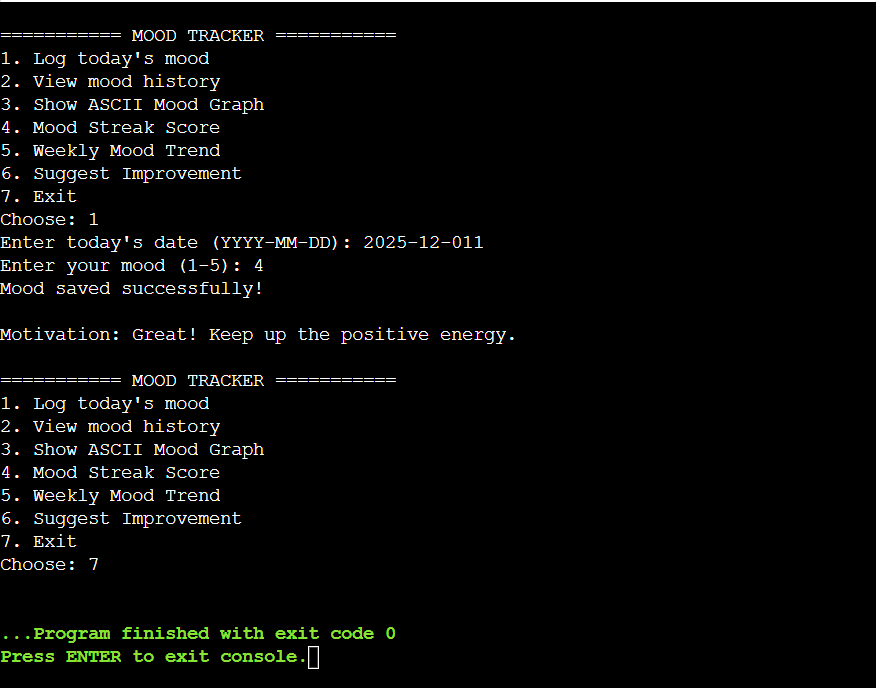 =========== MOOD TRACKER ===========
1. Log today's mood
2. View mood history
3. Show ASCII Mood Graph
4. Mood Streak Score
5. Weekly Mood Trend
6. Suggest Improvement
7. Exit
Choose: 1
Enter today's date (YYYY-MM-DD): 2025-12-011
Enter your mood (1-5): 4
Mood saved successfully!
Motivation: Great! Keep up the positive energy.
=========== MOOD TRACKER ===========
1. Log today's mood
2. View mood history
3. Show ASCII Mood Graph
4. Mood Streak Score
5. Weekly Mood Trend
6. Suggest Improvement
7. Exit
Choose: 7
...Program finished with exit code 0
Press ENTER to exit console.